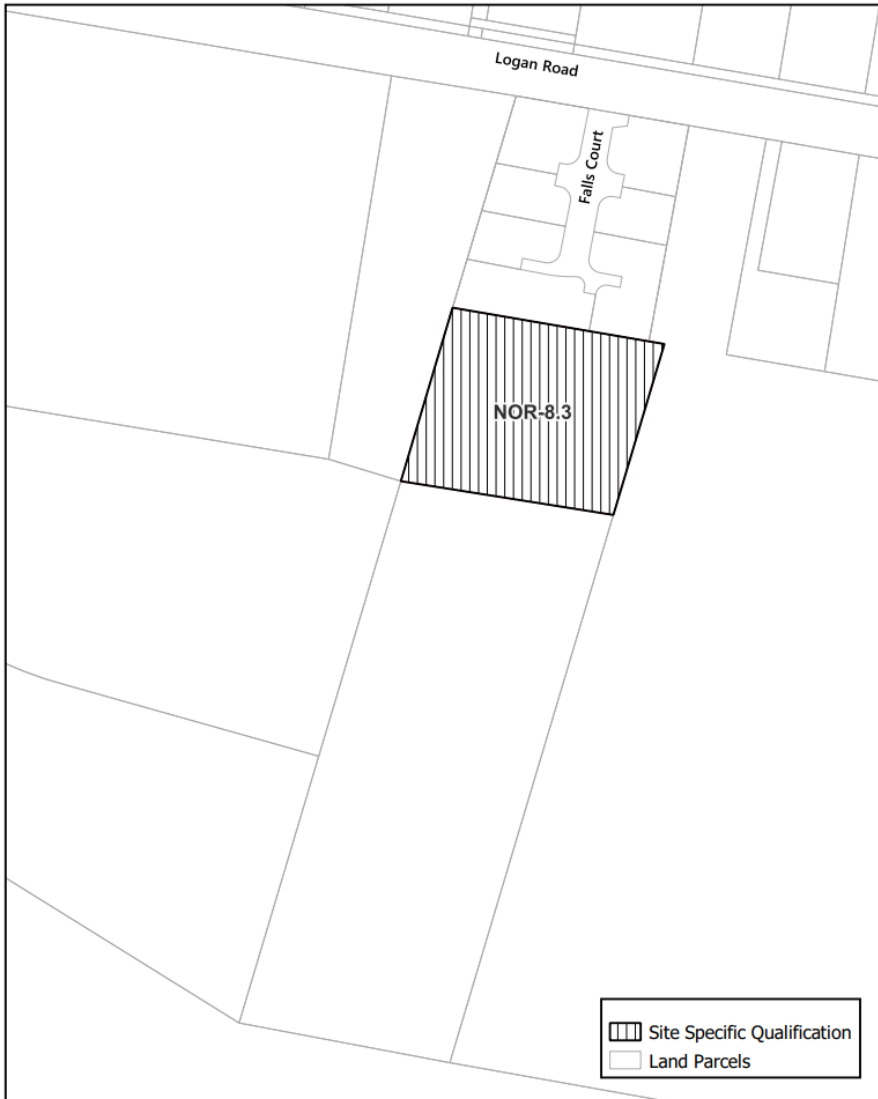 Logan Road
Falls Court
NOR-8.3
Site Specific Qualification
Land Parcels